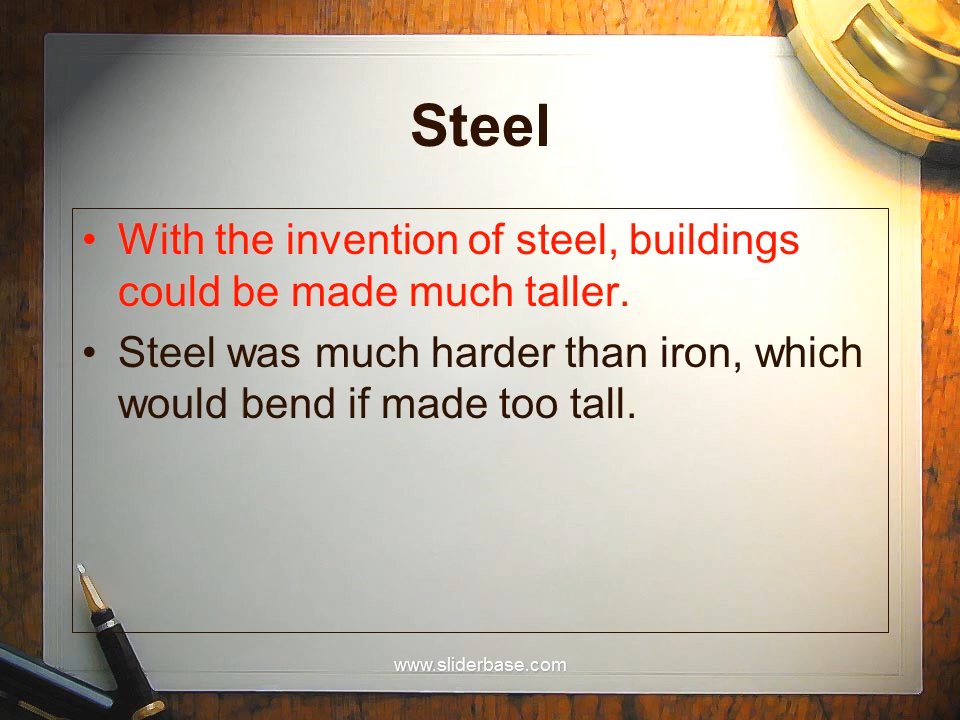 Steel
• With the invention of steel, buildings
could be made much taller.
• Steel was much harder than iron, which
would bend if made too tall.
www.sliderbase.com